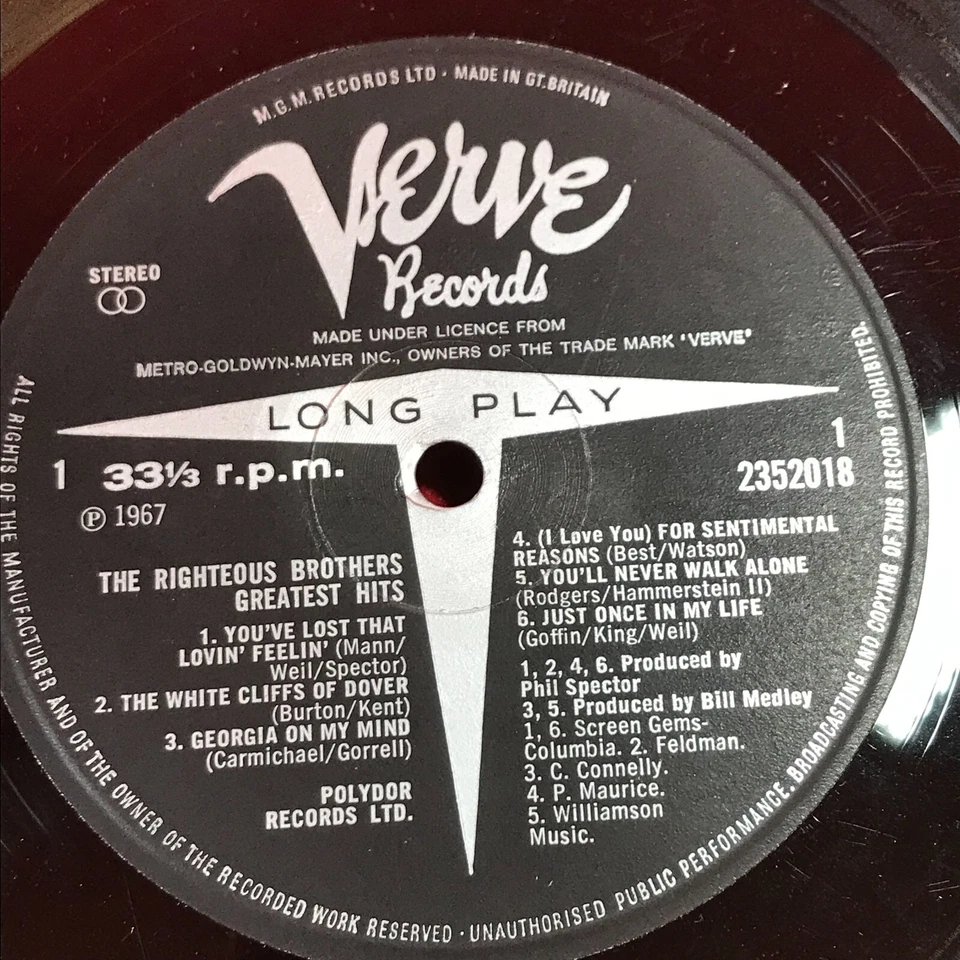 M.G.M. RECORDS LTD · MADE IN GT. BRITAIN
Verve
Records
STEREO
MADE UNDER LICENCE FROM
METRO-GOLDWYN-MAYER INC., OWNERS OF THE TRADE MARK 'VERVE'
LONG PLAY
1 33⅓ r.p.m.
℗ 1967
1
2352018
THE RIGHTEOUS BROTHERS
GREATEST HITS
1. YOU'VE LOST THAT
LOVIN' FEELIN' (Mann/
Weil/Spector)
2. THE WHITE CLIFFS OF DOVER
(Burton/Kent)
3. GEORGIA ON MY MIND
(Carmichael/Gorrell)
POLYDOR
RECORDS LTD.
4. (I Love You) FOR SENTIMENTAL
REASONS (Best/Watson)
5. YOU'LL NEVER WALK ALONE
(Rodgers/Hammerstein II)
6. JUST ONCE IN MY LIFE
(Goffin/King/Weil)
1, 2, 4, 6. Produced by
Phil Spector
3, 5. Produced by Bill Medley
1, 6. Screen Gems-
Columbia. 2. Feldman.
3. C. Connelly.
4. P. Maurice.
5. Williamson
Music.
ALL RIGHTS OF THE MANUFACTURER AND OF THE OWNER OF THE RECORDED WORK RESERVED · UNAUTHORISED PUBLIC PERFORMANCE, BROADCASTING AND COPYING OF THIS RECORD PROHIBITED.